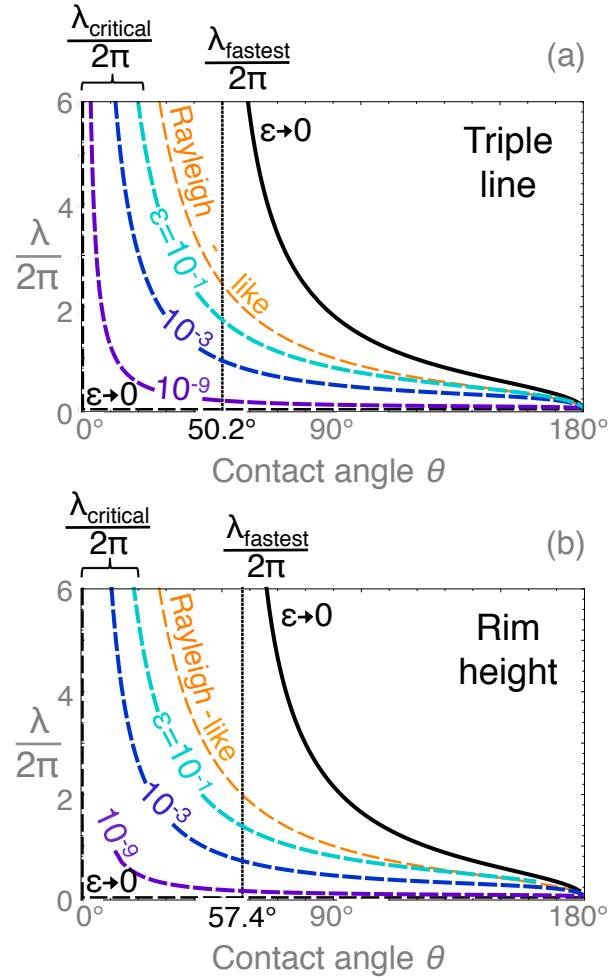 λcritical
2π
λfastest
2π
(a)
6
4
λ
2π
2
0
Rayleigh
-
like
ε→0
Triple
line
ε=10⁻¹
10⁻³
10⁻⁹
ε→0
0°
50.2°
90°
180°
Contact angle θ
λcritical
2π
λfastest
2π
(b)
6
4
λ
2π
2
0
Rayleigh-like
ε→0
Rim
height
ε=10⁻¹
10⁻³
10⁻⁹
ε→0
0°
57.4°
90°
180°
Contact angle θ